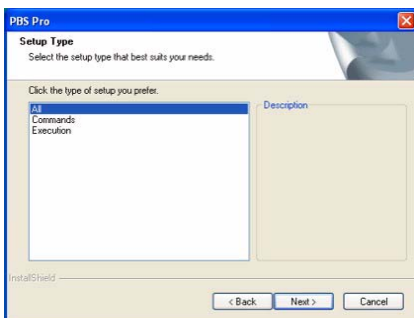 PBS Pro
Setup Type
Select the setup type that best suits your needs.
Click the type of setup you prefer.
All
Commands
Execution
Description
InstallShield
< Back
Next >
Cancel